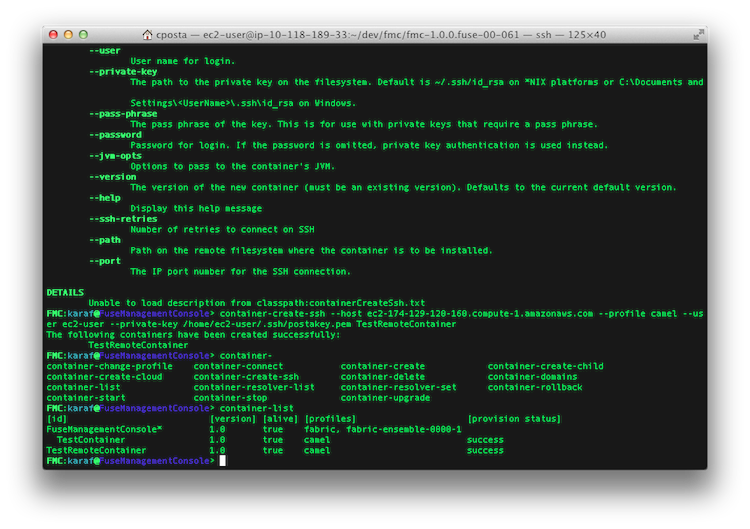 cposta — ec2-user@ip-10-118-189-33:~/dev/fmc/fmc-1.0.0.fuse-00-061 — ssh — 125×40
--user
User name for login.
--private-key
The path to the private key on the filesystem. Default is ~/.ssh/id_rsa on *NIX platforms or C:\Documents and
Settings\<UserName>\.ssh\id_rsa on Windows.
--pass-phrase
The pass phrase of the key. This is for use with private keys that require a pass phrase.
--password
Password for login. If the password is omitted, private key authentication is used instead.
--jvm-opts
Options to pass to the container's JVM.
--version
The version of the new container (must be an existing version). Defaults to the current default version.
--help
Display this help message
--ssh-retries
Number of retries to connect on SSH
--path
Path on the remote filesystem where the container is to be installed.
--port
The IP port number for the SSH connection.
DETAILS
Unable to load description from classpath:containerCreateSsh.txt
FMC:karaf@FuseManagementConsole> container-create-ssh --host ec2-174-129-120-160.compute-1.amazonaws.com --profile camel --us
er ec2-user --private-key /home/ec2-user/.ssh/postakey.pem TestRemoteContainer
The following containers have been created successfully:
TestRemoteContainer
FMC:karaf@FuseManagementConsole> container-
container-change-profile container-connect container-create container-create-child
container-create-cloud container-create-ssh container-delete container-domains
container-list container-resolver-list container-resolver-set container-rollback
container-start container-stop container-upgrade
FMC:karaf@FuseManagementConsole> container-list
[id] [version] [alive] [profiles] [provision status]
FuseManagementConsole* 1.0 true fabric, fabric-ensemble-0000-1
TestContainer 1.0 true camel success
TestRemoteContainer 1.0 true camel success
FMC:karaf@FuseManagementConsole>